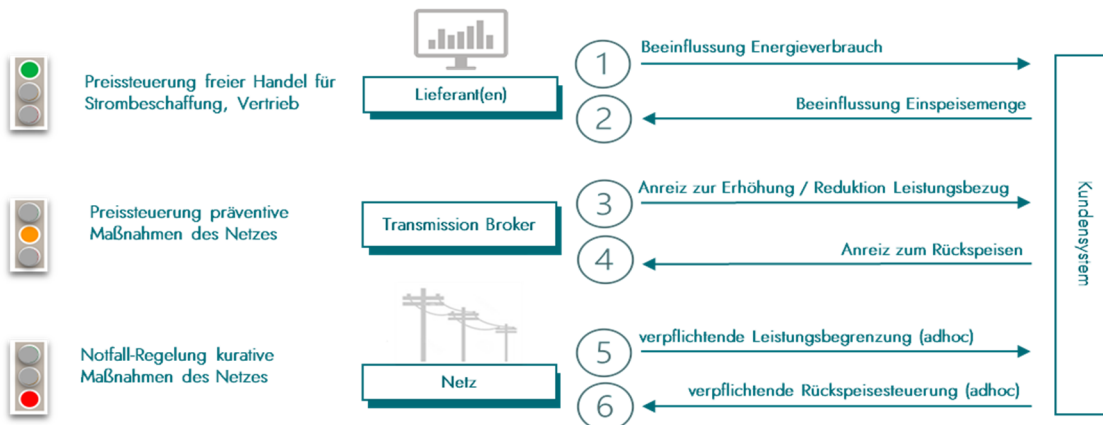 Preissteuerung freier Handel für
Strombeschaffung, Vertrieb
Lieferant(en)
1
Beeinflussung Energieverbrauch
2
Beeinflussung Einspeisemenge
Preissteuerung präventive
Maßnahmen des Netzes
Transmission Broker
3
Anreiz zur Erhöhung / Reduktion Leistungsbezug
4
Anreiz zum Rückspeisen
Notfall-Regelung kurative
Maßnahmen des Netzes
Netz
5
verpflichtende Leistungsbegrenzung (adhoc)
6
verpflichtende Rückspeisesteuerung (adhoc)
Kundensystem